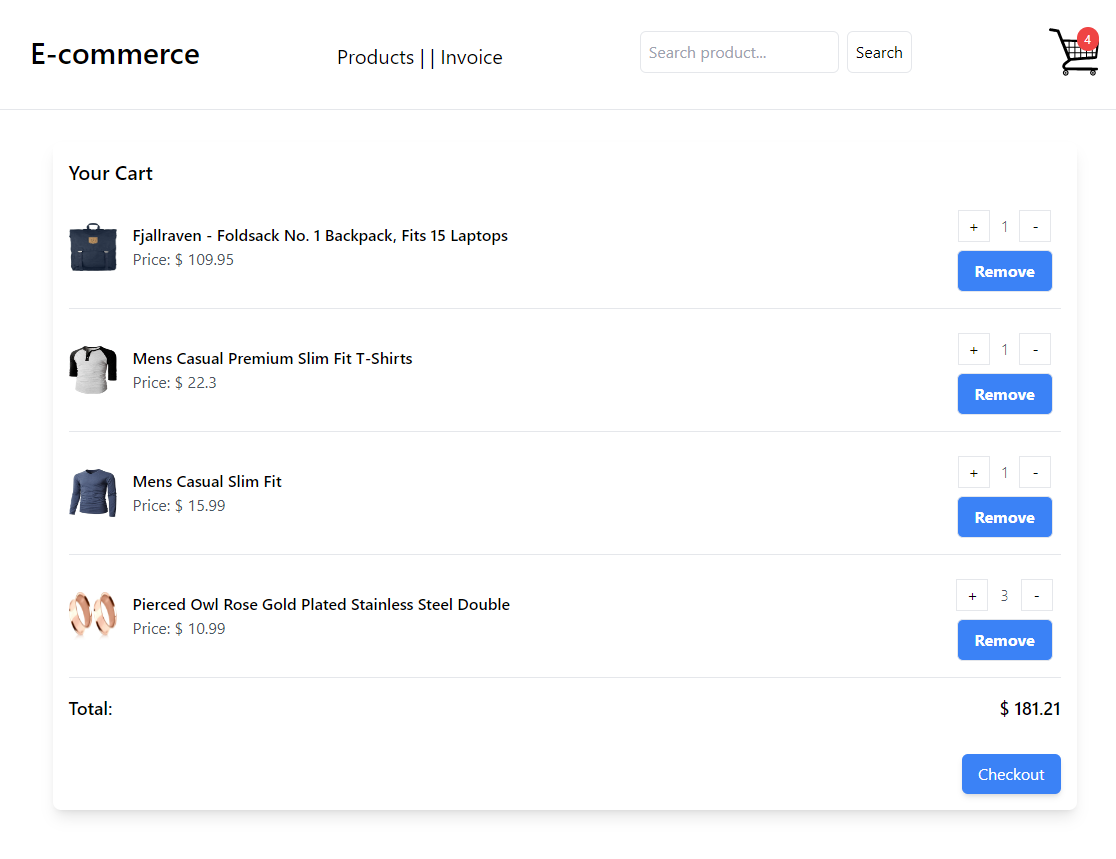 E-commerce
Products | | Invoice
Search product...
Search
4
Your Cart
Fjallraven - Foldsack No. 1 Backpack, Fits 15 Laptops
Price: $ 109.95
+ 1 -
Remove
Mens Casual Premium Slim Fit T-Shirts
Price: $ 22.3
+ 1 -
Remove
Mens Casual Slim Fit
Price: $ 15.99
+ 1 -
Remove
Pierced Owl Rose Gold Plated Stainless Steel Double
Price: $ 10.99
+ 3 -
Remove
Total:
$ 181.21
Checkout